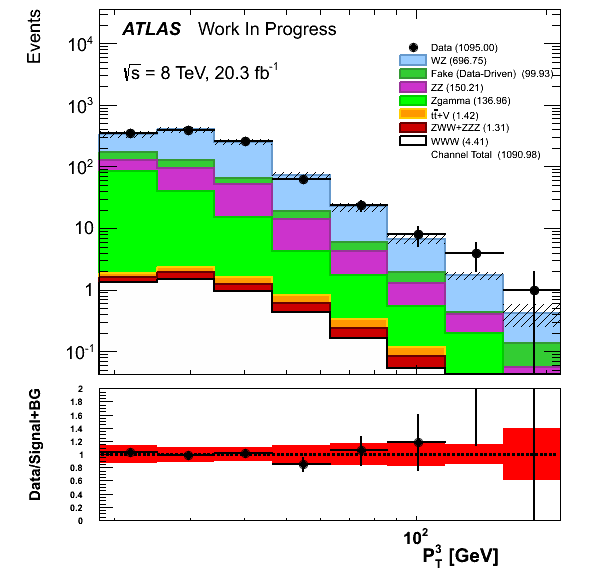 Events
ATLAS Work In Progress
√s = 8 TeV, 20.3 fb⁻¹
Data (1095.00)
WZ (696.75)
Fake (Data-Driven) (99.93)
ZZ (150.21)
Zgamma (136.96)
tt̄+V (1.42)
ZWW+ZZZ (1.31)
WWW (4.41)
Channel Total (1090.98)
10⁴
10³
10²
10
1
10⁻¹
Data/Signal+BG
2
1.8
1.6
1.4
1.2
1
0.8
0.6
0.4
0.2
0
10²
P³_T [GeV]